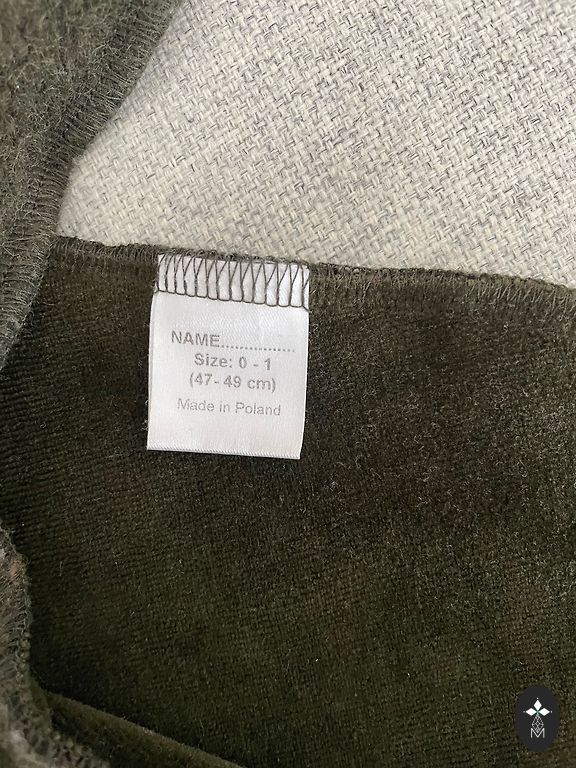 NAME................
Size: 0 - 1
(47- 49 cm)
Made in Poland